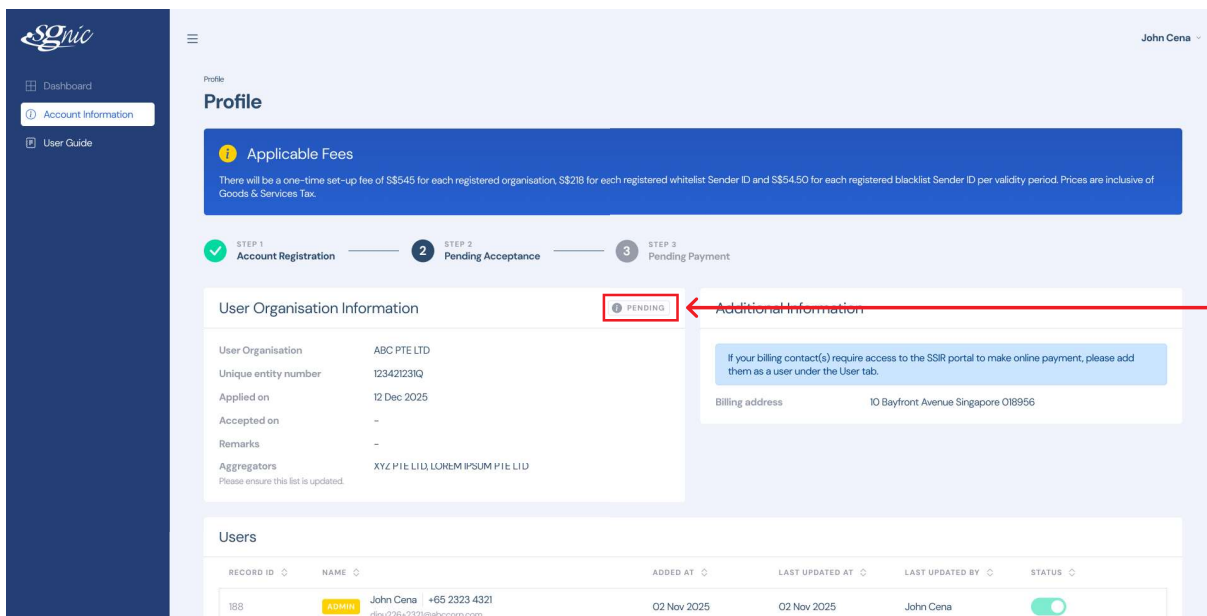 sgnic
John Cena
Dashboard
Account Information
User Guide
Profile
Profile
Applicable Fees
There will be a one-time set-up fee of S$545 for each registered organisation, S$218 for each registered whitelist Sender ID and S$54.50 for each registered blacklist Sender ID per validity period. Prices are inclusive of
Goods & Services Tax.
STEP 1
Account Registration
2
STEP 2
Pending Acceptance
3
STEP 3
Pending Payment
User Organisation Information
PENDING
User Organisation ABC PTE LTD
Unique entity number 123421231Q
Applied on 12 Dec 2025
Accepted on -
Remarks -
Aggregators XYZ PTE LTD, LOREM IPSUM PTE LTD
Please ensure this list is updated.
Additional Information
If your billing contact(s) require access to the SSIR portal to make online payment, please add
them as a user under the User tab.
Billing address 10 Bayfront Avenue Singapore 018956
Users
RECORD ID NAME ADDED AT LAST UPDATED AT LAST UPDATED BY STATUS
188 ADMIN John Cena | +65 2323 4321 02 Nov 2025 02 Nov 2025 John Cena